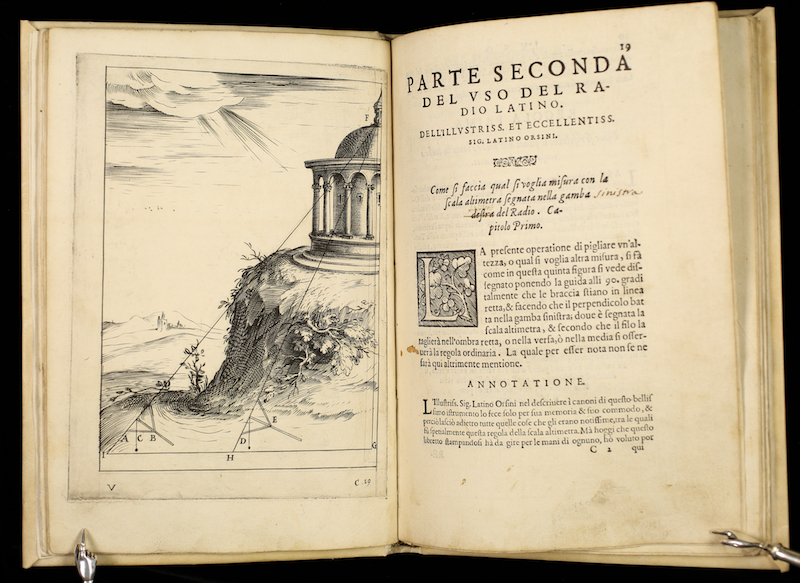 F
A C B
D
E
H
G
V
C 19
19
PARTE SECONDA
DEL VSO DEL RA-
DIO LATINO.
DELL'ILLVSTRISS. ET ECCELLENTISS.
SIG. LATINO ORSINI.
Come si faccia qual si voglia misura con la
scala altimetra segnata nella gamba sinistra
destra del Radio. Ca-
pitolo Primo.
LA presente operatione di pigliare vn'al-
tezza, o qual si voglia altra misura, si fà
come in questa quinta figura si vede dis-
segnato ponendo la guida alli 90. gradi
talmente che le braccia stiano in linea
retta, & facendo che il perpendicolo bat
ta nella gamba sinistra, doue è segnata la
scala altimetra, & secondo che il filo la
taglierà nell'ombra retta, o nella versa, ò nella media si osser-
uerà la regola ordinaria. La quale per esser nota non se ne
farà qui altrimente mentione.
ANNOTATIONE.
L'Illustriss. Sig. Latino Orsini nel descriuere i canoni di questo bellis
simo istrumento lo fece solo per sua memoria & suo commodo, &
perciò lasciò adietro tutte quelle cose che gli erano notissime, tra le quali
fù spetialmente questa regola della scala altimetra. Mà hoggi che questo
libretto stampandosi hà da gire per le mani di ognuno, hò voluto por
C 2 qui